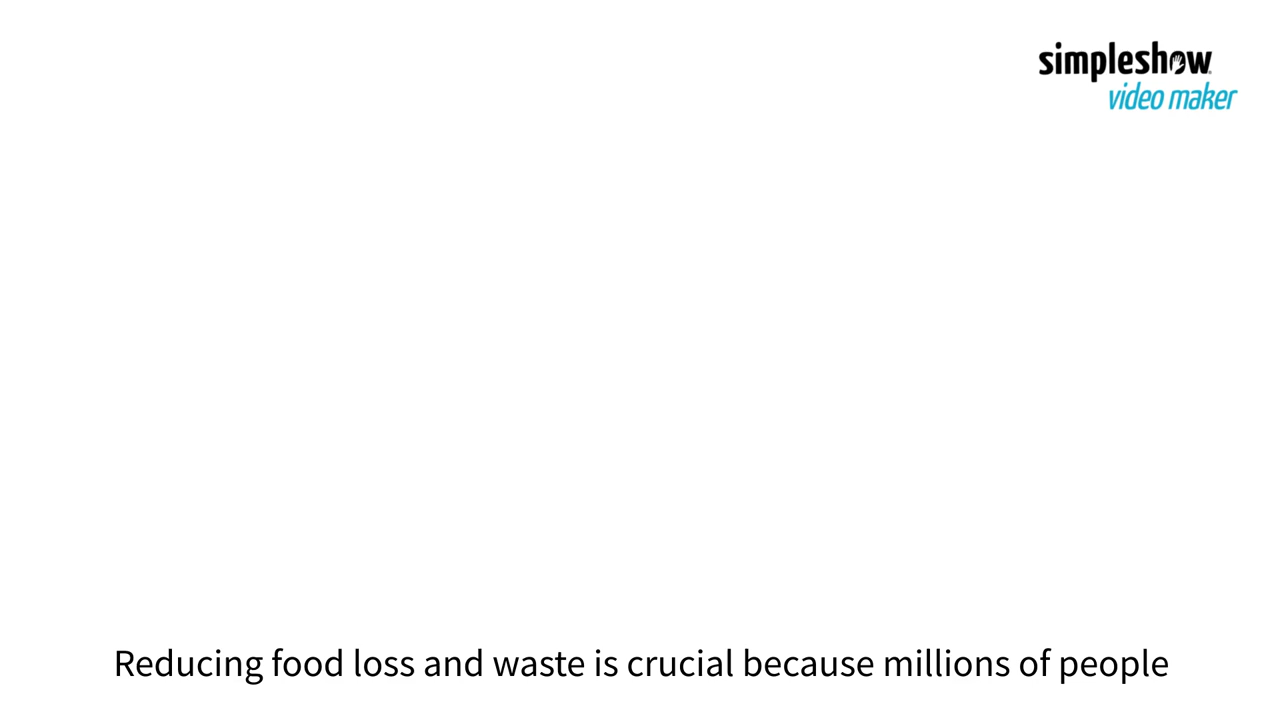 simpleshow
video maker
Reducing food loss and waste is crucial because millions of people